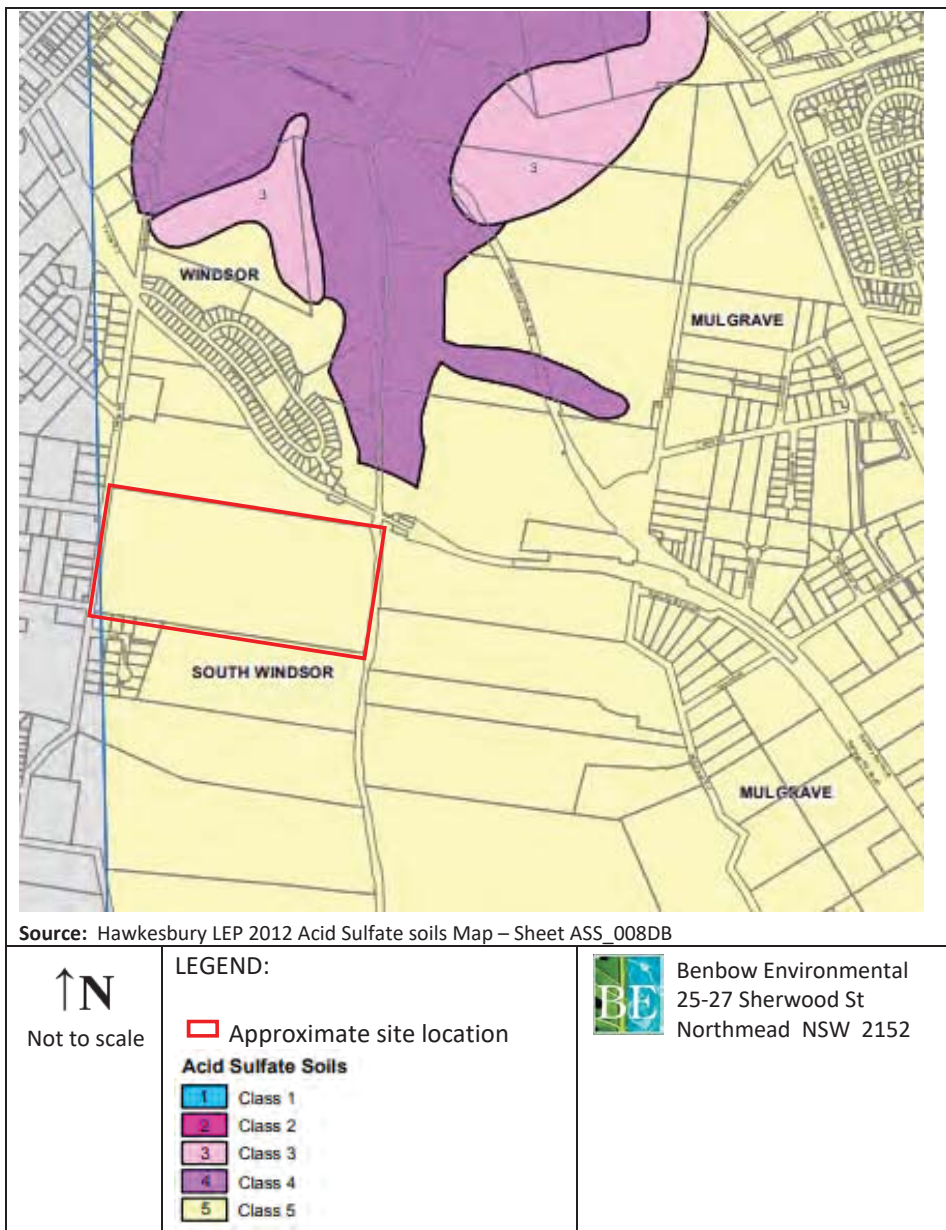 3
3
WINDSOR
MULGRAVE
SOUTH WINDSOR
MULGRAVE
Source: Hawkesbury LEP 2012 Acid Sulfate soils Map – Sheet ASS_008DB
↑N
Not to scale
LEGEND:
Approximate site location
Acid Sulfate Soils
1 Class 1
2 Class 2
3 Class 3
4 Class 4
5 Class 5
BE
Benbow Environmental
25-27 Sherwood St
Northmead NSW 2152